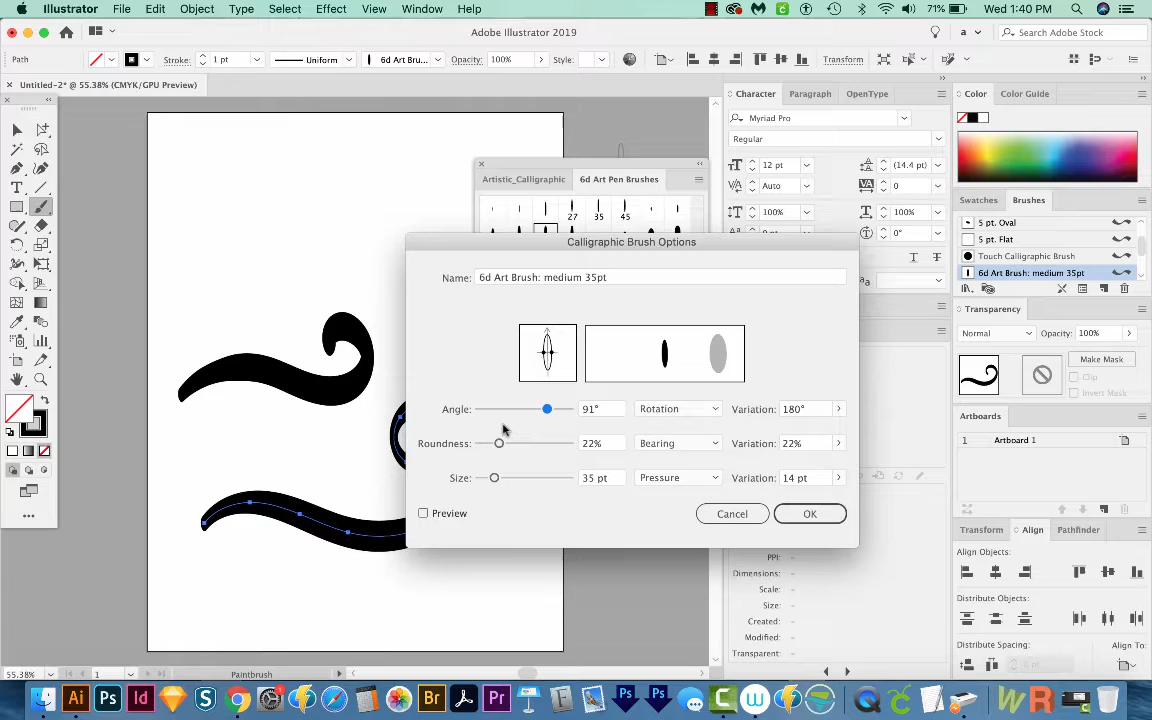 Illustrator File Edit Object Type Select Effect View Window Help 71% Wed 1:40 PM
Adobe Illustrator 2019
a
Search Adobe Stock
Path Stroke: 1 pt Uniform 6d Art Bru... Opacity: 100% Style: Transform
Untitled-2* @ 55.38% (CMYK/GPU Preview)
Artistic_Calligraphic 6d Art Pen Brushes
27 35 45
Calligraphic Brush Options
Name: 6d Art Brush: medium 35pt
Angle: 91° Rotation Variation: 180°
Roundness: 22% Bearing Variation: 22%
Size: 35 pt Pressure Variation: 14 pt
Preview Cancel OK
Character Paragraph OpenType
Myriad Pro
Regular
12 pt (14.4 pt)
Auto 0
100% 100%
0°
PPI:
Dimensions:
Scale:
Size:
Created:
Modified:
Transparent:
Color Color Guide
Swatches Brushes
5 pt. Oval
5 pt. Flat
Touch Calligraphic Brush
6d Art Brush: medium 35pt
Transparency
Normal Opacity: 100%
Make Mask
Clip
Invert Mask
Artboards
1 Artboard 1
Transform Align Pathfinder
Align Objects:
Distribute Objects:
Distribute Spacing: Align To:
55.38% 1 Paintbrush
Ai Ps Id S Br Pr F Ps Ps W W R